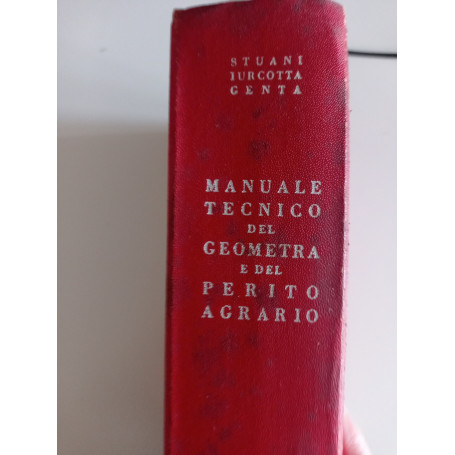 STUANI
IURCOTTA
GENTA
MANUALE
TECNICO
DEL
GEOMETRA
E DEL
PERITO
AGRARIO